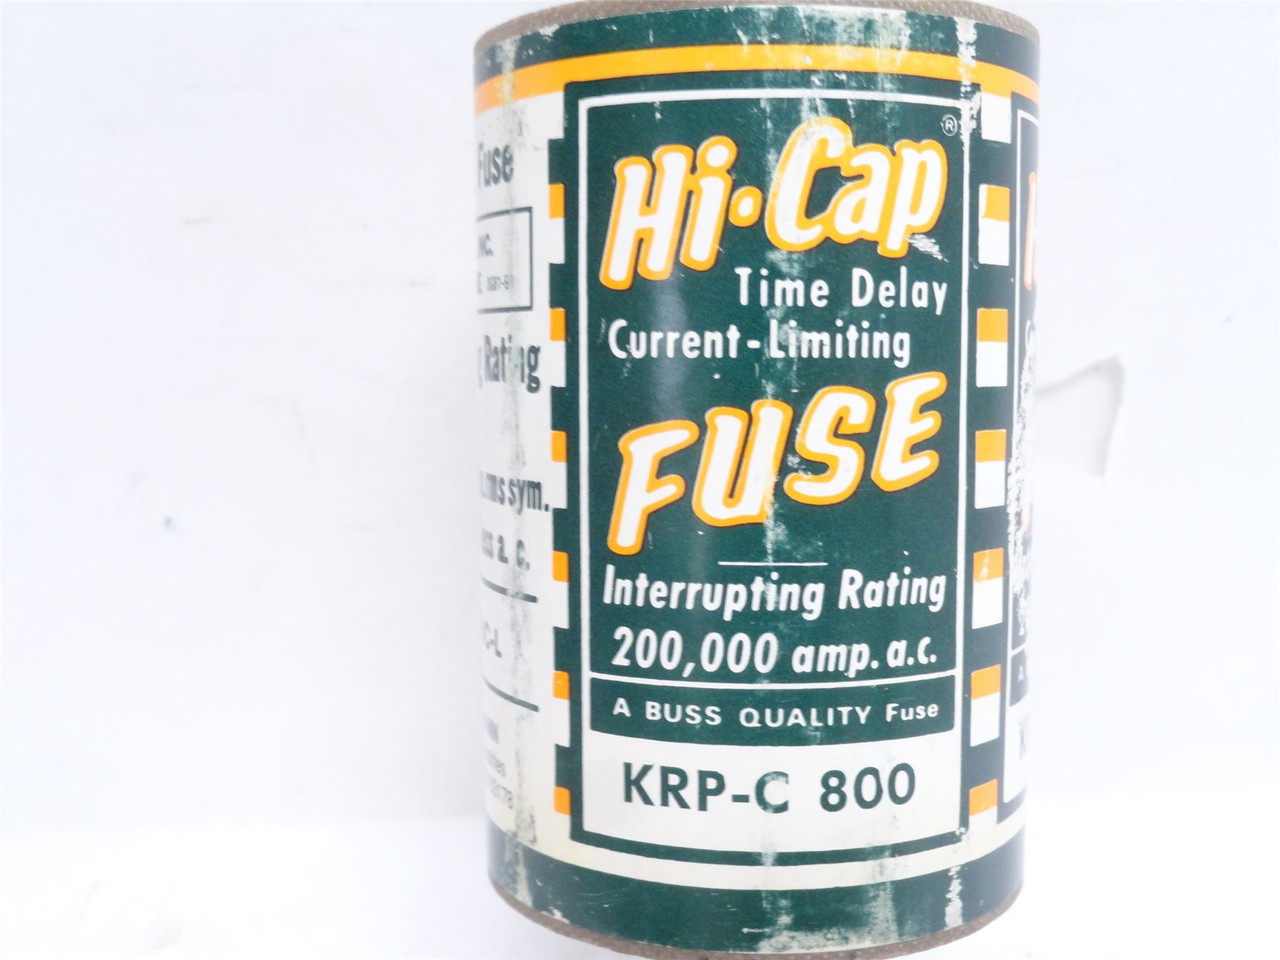 Hi-Cap ®
Time Delay
Current-Limiting
FUSE
Interrupting Rating
200,000 amp. a.c.
A BUSS QUALITY Fuse
KRP-C 800
Fuse
Rating
rms sym.
a. c.